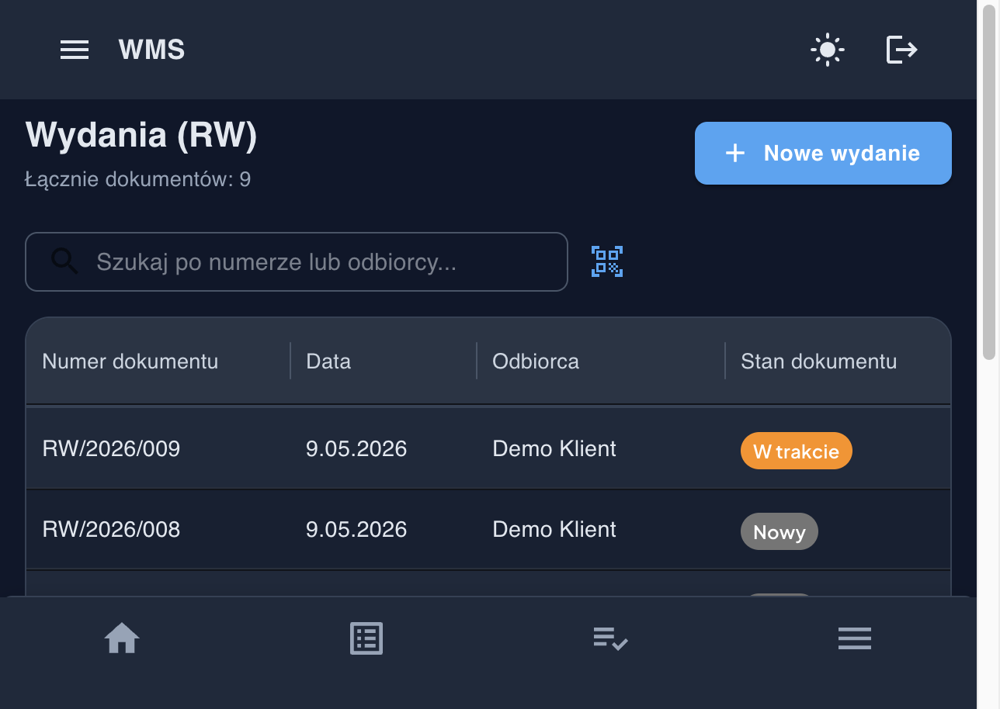 WMS
Wydania (RW)
Łącznie dokumentów: 9
+ Nowe wydanie
Szukaj po numerze lub odbiorcy...
Numer dokumentu Data Odbiorca Stan dokumentu
RW/2026/009 9.05.2026 Demo Klient W trakcie
RW/2026/008 9.05.2026 Demo Klient Nowy